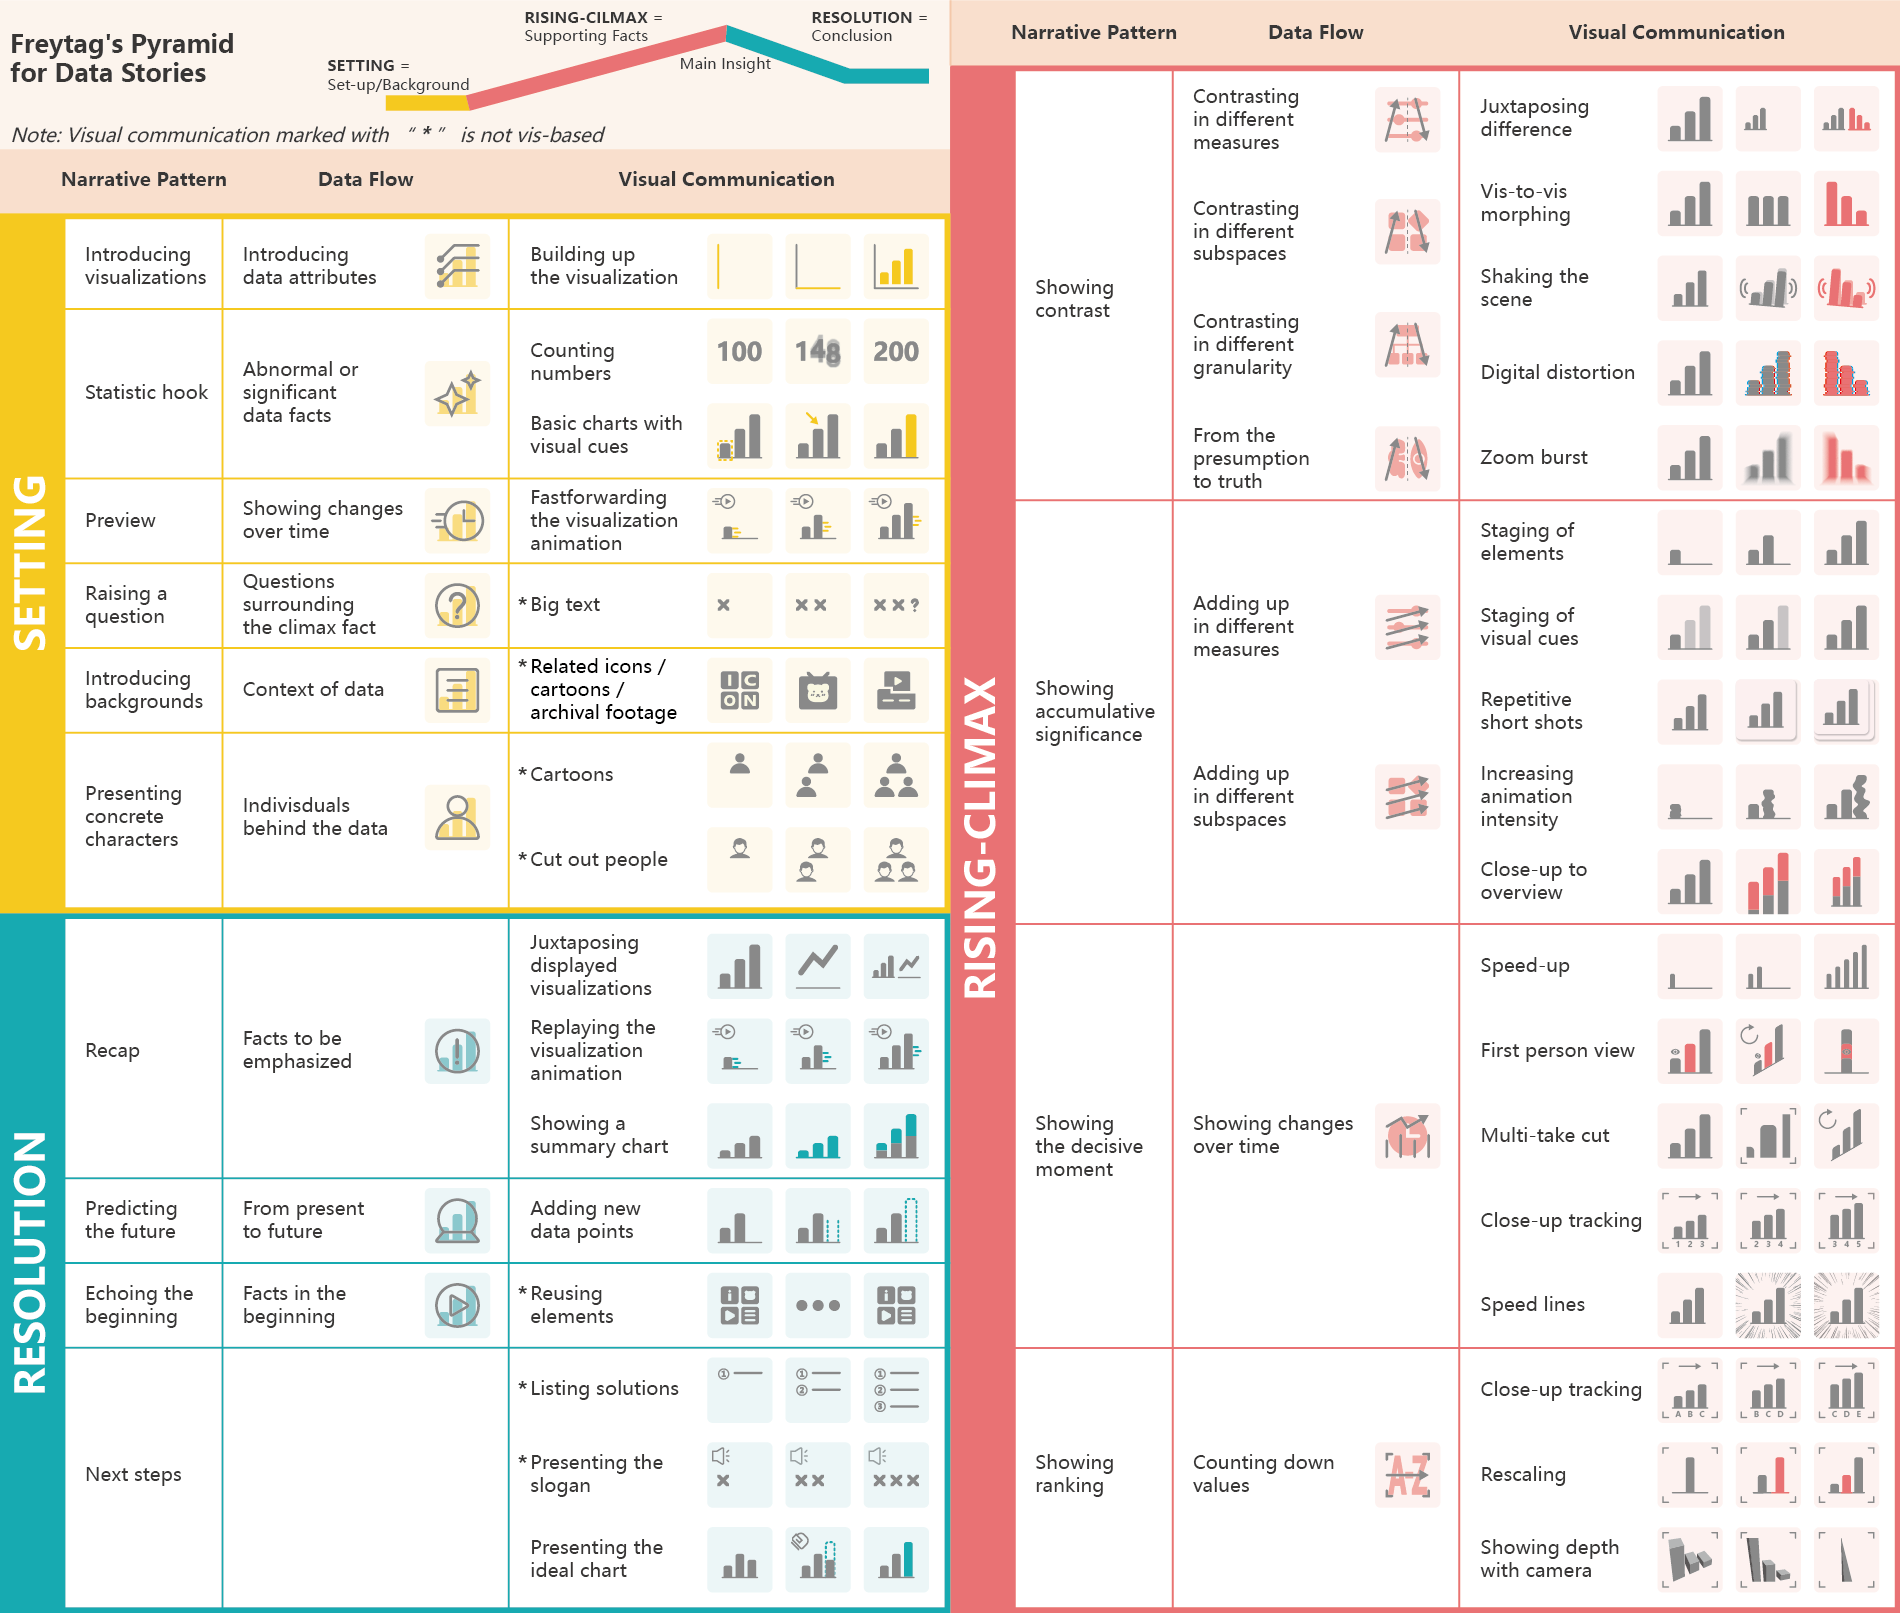 Freytag's Pyramid
for Data Stories
SETTING =
Set-up/Background
RISING-CILMAX =
Supporting Facts
Main Insight
RESOLUTION =
Conclusion
Note: Visual communication marked with “ * ” is not vis-based
Narrative Pattern
Data Flow
Visual Communication
SETTING
Introducing
visualizations
Introducing
data attributes
Building up
the visualization
Statistic hook
Abnormal or
significant
data facts
Counting
numbers
100
148
200
Basic charts with
visual cues
Preview
Showing changes
over time
Fastforwarding
the visualization
animation
Raising a
question
Questions
surrounding
the climax fact
?
* Big text
× × × × × ?
Introducing
backgrounds
Context of data
* Related icons /
cartoons /
archival footage
I C
O N
Presenting
concrete
characters
Indivisduals
behind the data
* Cartoons
* Cut out people
RESOLUTION
Recap
Facts to be
emphasized
!
Juxtaposing
displayed
visualizations
Replaying the
visualization
animation
Showing a
summary chart
Predicting
the future
From present
to future
Adding new
data points
Echoing the
beginning
Facts in the
beginning
* Reusing
elements
i
i
Next steps
* Listing solutions
①
①
②
①
②
③
* Presenting the
slogan
× × × × × ×
Presenting the
ideal chart
Narrative Pattern
Data Flow
Visual Communication
RISING-CLIMAX
Showing
contrast
Contrasting
in different
measures
Contrasting
in different
subspaces
Contrasting
in different
granularity
From the
presumption
to truth
Juxtaposing
difference
Vis-to-vis
morphing
Shaking the
scene
Digital distortion
Zoom burst
Showing
accumulative
significance
Adding up
in different
measures
Adding up
in different
subspaces
Staging of
elements
Staging of
visual cues
Repetitive
short shots
Increasing
animation
intensity
Close-up to
overview
Showing
the decisive
moment
Showing changes
over time
Speed-up
First person view
Multi-take cut
Close-up tracking
1 2 3
2 3 4
3 4 5
Speed lines
Showing
ranking
Counting down
values
A-Z
Close-up tracking
A B C
B C D
C D E
Rescaling
Showing depth
with camera